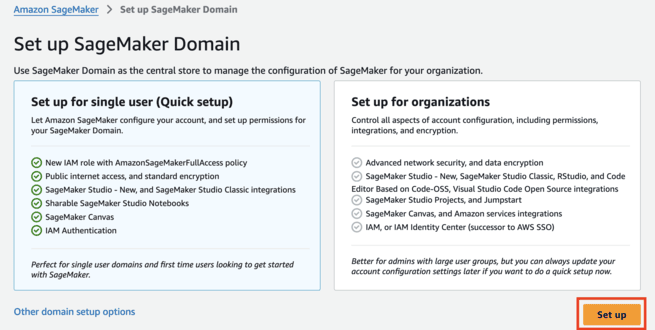 Amazon SageMaker > Set up SageMaker Domain
Set up SageMaker Domain
Use SageMaker Domain as the central store to manage the configuration of SageMaker for your organization.
Set up for single user (Quick setup)
Let Amazon SageMaker configure your account, and set up permissions for
your SageMaker Domain.
New IAM role with AmazonSageMakerFullAccess policy
Public internet access, and standard encryption
SageMaker Studio - New, and SageMaker Studio Classic integrations
Sharable SageMaker Studio Notebooks
SageMaker Canvas
IAM Authentication
Perfect for single user domains and first time users looking to get started
with SageMaker.
Set up for organizations
Control all aspects of account configuration, including permissions,
integrations, and encryption.
Advanced network security, and data encryption
SageMaker Studio - New, SageMaker Studio Classic, RStudio, and Code
Editor Based on Code-OSS, Visual Studio Code Open Source integrations
SageMaker Studio Projects, and Jumpstart
SageMaker Canvas, and Amazon services integrations
IAM, or IAM Identity Center (successor to AWS SSO)
Better for admins with large user groups, but you can always update your
account configuration settings later if you want to do a quick setup now.
Other domain setup options
Set up